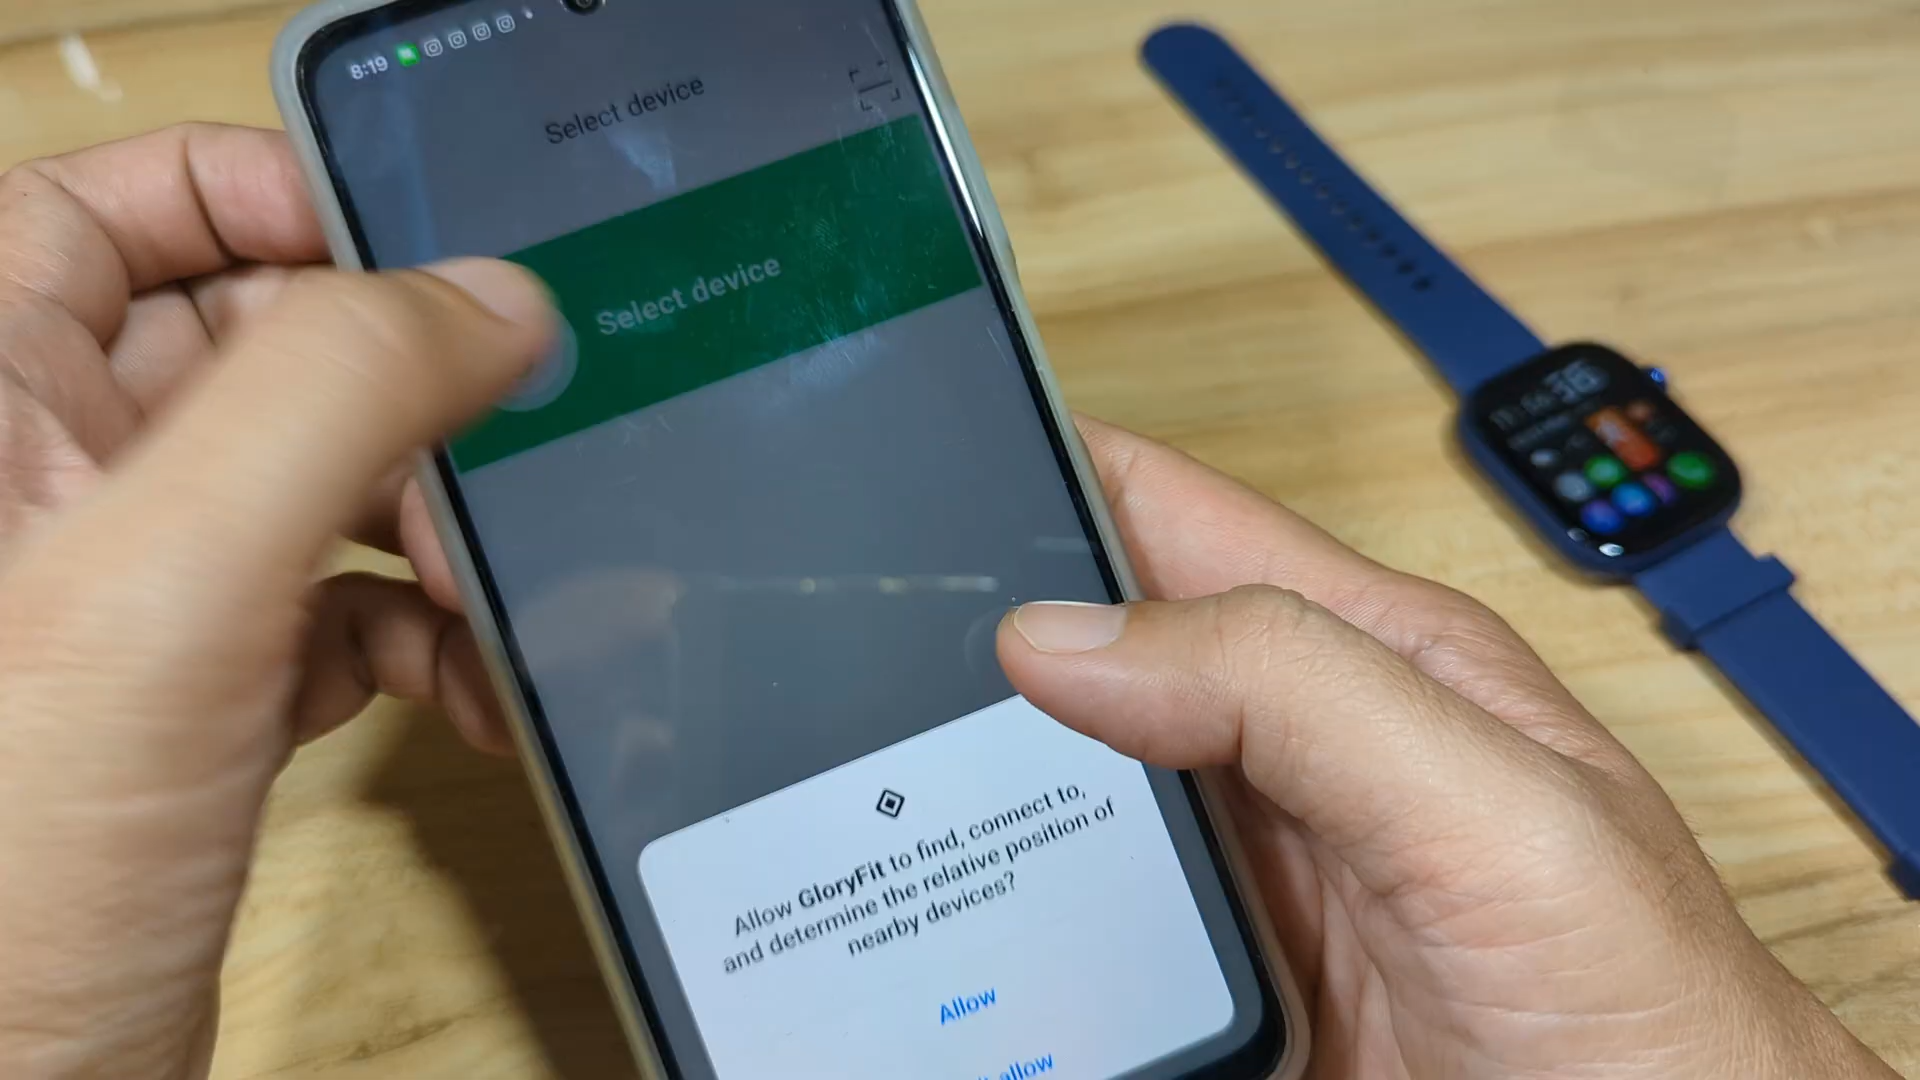 8:19
Select device
Select device
Allow GloryFit to find, connect to,
and determine the relative position of
nearby devices?
Allow
allow